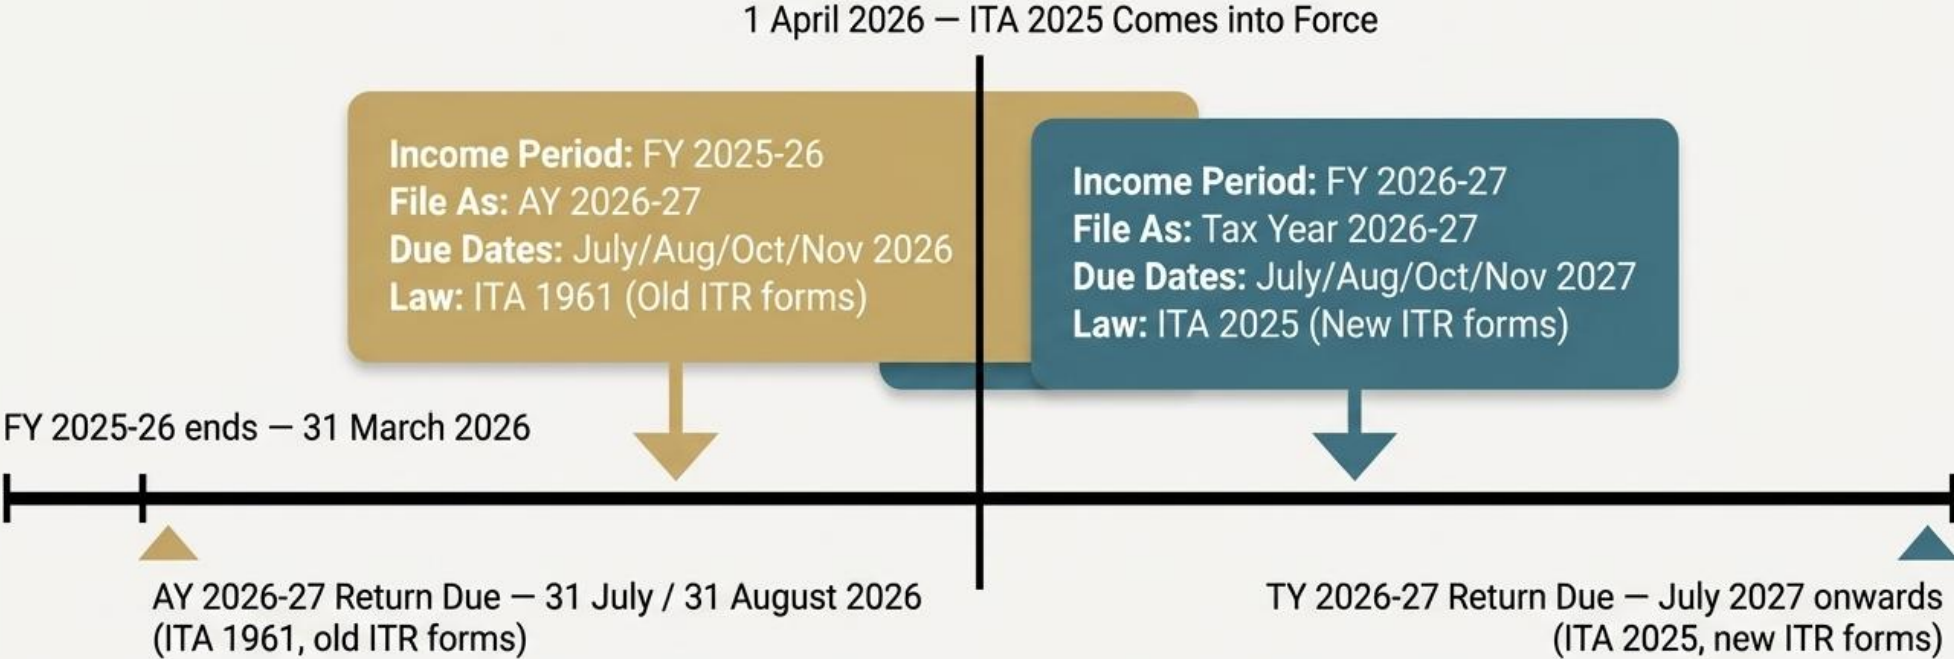 1 April 2026 — ITA 2025 Comes into Force
Income Period: FY 2025-26
File As: AY 2026-27
Due Dates: July/Aug/Oct/Nov 2026
Law: ITA 1961 (Old ITR forms)
Income Period: FY 2026-27
File As: Tax Year 2026-27
Due Dates: July/Aug/Oct/Nov 2027
Law: ITA 2025 (New ITR forms)
FY 2025-26 ends — 31 March 2026
AY 2026-27 Return Due — 31 July / 31 August 2026
(ITA 1961, old ITR forms)
TY 2026-27 Return Due — July 2027 onwards
(ITA 2025, new ITR forms)